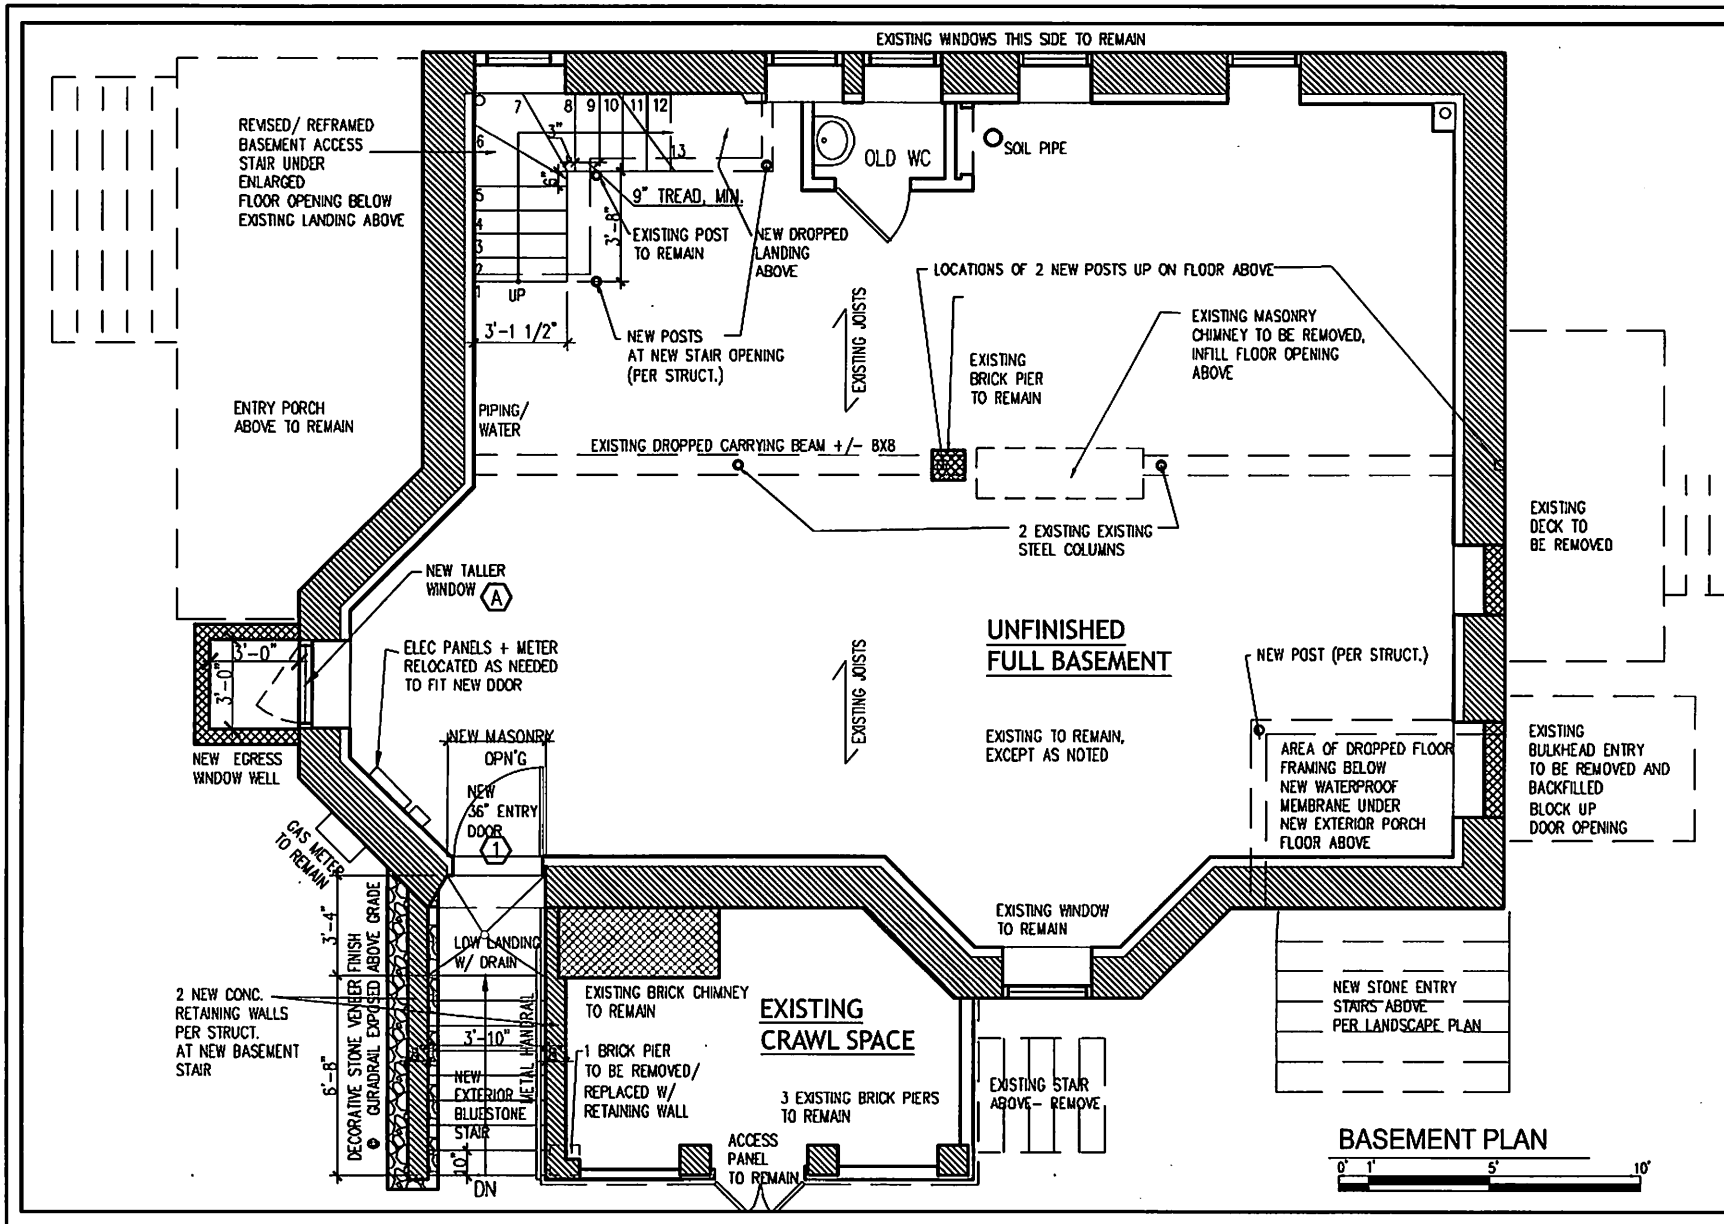 EXISTING WINDOWS THIS SIDE TO REMAIN
REVISED/ REFRAMED
BASEMENT ACCESS
STAIR UNDER
ENLARGED
FLOOR OPENING BELOW
EXISTING LANDING ABOVE
7
8
9
10
11
12
13
6
5
4
3
2
1
3"
6"
UP
3'-1 1/2"
9" TREAD, MIN.
3'-8"
EXISTING POST
TO REMAIN
NEW DROPPED
LANDING
ABOVE
OLD WC
SOIL PIPE
NEW POSTS
AT NEW STAIR OPENING
(PER STRUCT.)
EXISTING JOISTS
LOCATIONS OF 2 NEW POSTS UP ON FLOOR ABOVE
EXISTING
BRICK PIER
TO REMAIN
EXISTING MASONRY
CHIMNEY TO BE REMOVED,
INFILL FLOOR OPENING
ABOVE
ENTRY PORCH
ABOVE TO REMAIN
PIPING/
WATER
EXISTING DROPPED CARRYING BEAM +/- 8X8
2 EXISTING EXISTING
STEEL COLUMNS
EXISTING
DECK TO
BE REMOVED
NEW TALLER
WINDOW
A
ELEC PANELS + METER
RELOCATED AS NEEDED
TO FIT NEW DOOR
3'-0"
3'-0"
NEW EGRESS
WINDOW WELL
NEW MASONRY
OPN'G
NEW
36" ENTRY
DOOR
1
EXISTING JOISTS
UNFINISHED
FULL BASEMENT
EXISTING TO REMAIN,
EXCEPT AS NOTED
NEW POST (PER STRUCT.)
AREA OF DROPPED FLOOR
FRAMING BELOW
NEW WATERPROOF
MEMBRANE UNDER
NEW EXTERIOR PORCH
FLOOR ABOVE
EXISTING
BULKHEAD ENTRY
TO BE REMOVED AND
BACKFILLED
BLOCK UP
DOOR OPENING
GAS METER
TO REMAIN
3'-4"
6'-8"
DECORATIVE STONE VENEER FINISH
@ GURADRAIL EXPOSED ABOVE GRADE
LOW LANDING
W/ DRAIN
2 NEW CONC.
RETAINING WALLS
PER STRUCT.
AT NEW BASEMENT
STAIR
3'-10"
METAL HANDRAIL
NEW
EXTERIOR
BLUESTONE
STAIR
10"
DN
EXISTING BRICK CHIMNEY
TO REMAIN
EXISTING
CRAWL SPACE
1 BRICK PIER
TO BE REMOVED/
REPLACED W/
RETAINING WALL
3 EXISTING BRICK PIERS
TO REMAIN
ACCESS
PANEL
TO REMAIN
EXISTING WINDOW
TO REMAIN
EXISTING STAIR
ABOVE- REMOVE
NEW STONE ENTRY
STAIRS ABOVE
PER LANDSCAPE PLAN
BASEMENT PLAN
0' 1' 5' 10'